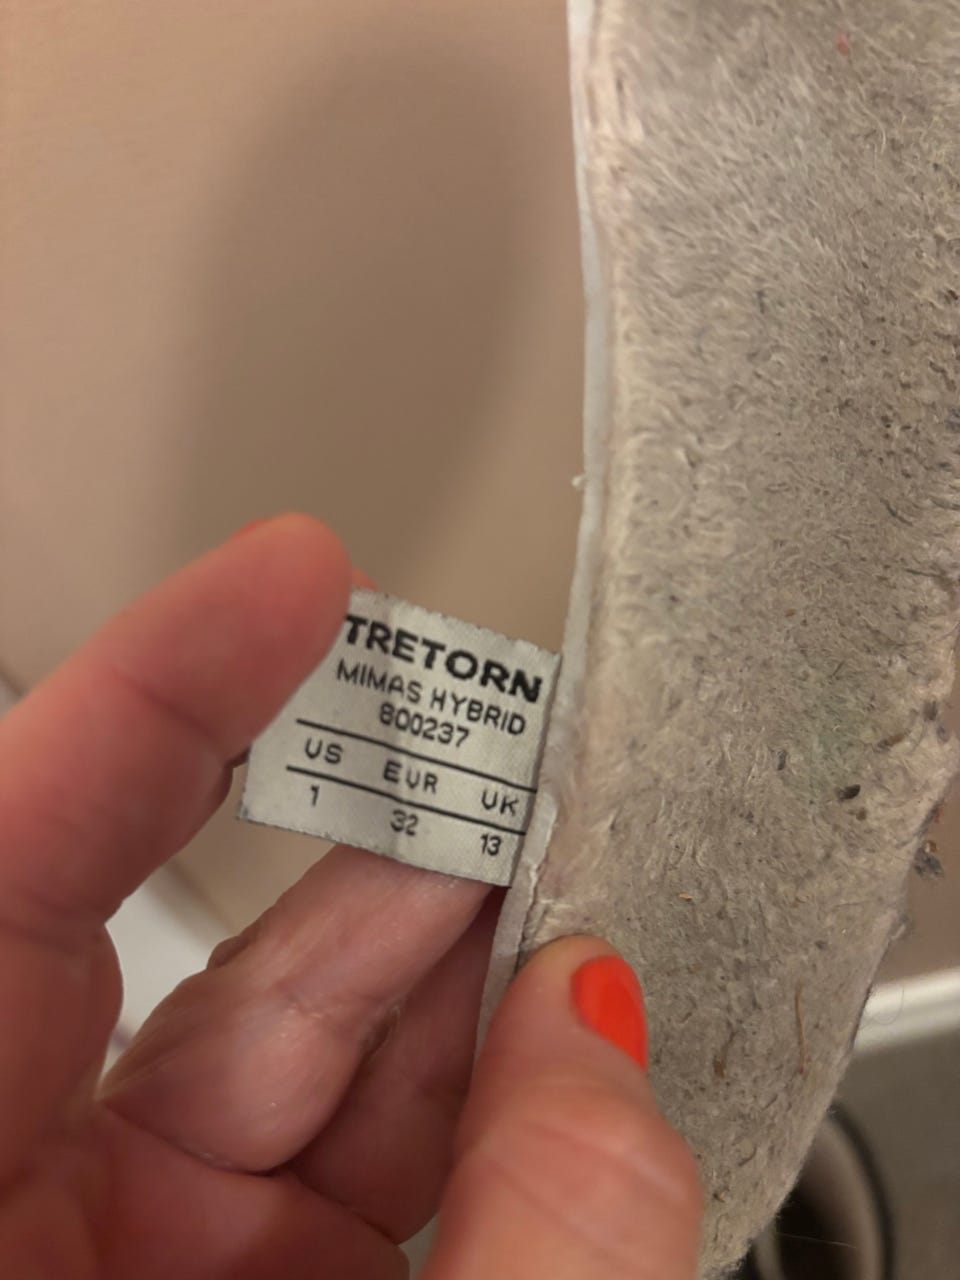 TRETORN
MIMAS HYBRID
800237
US EUR UK
1 32 13